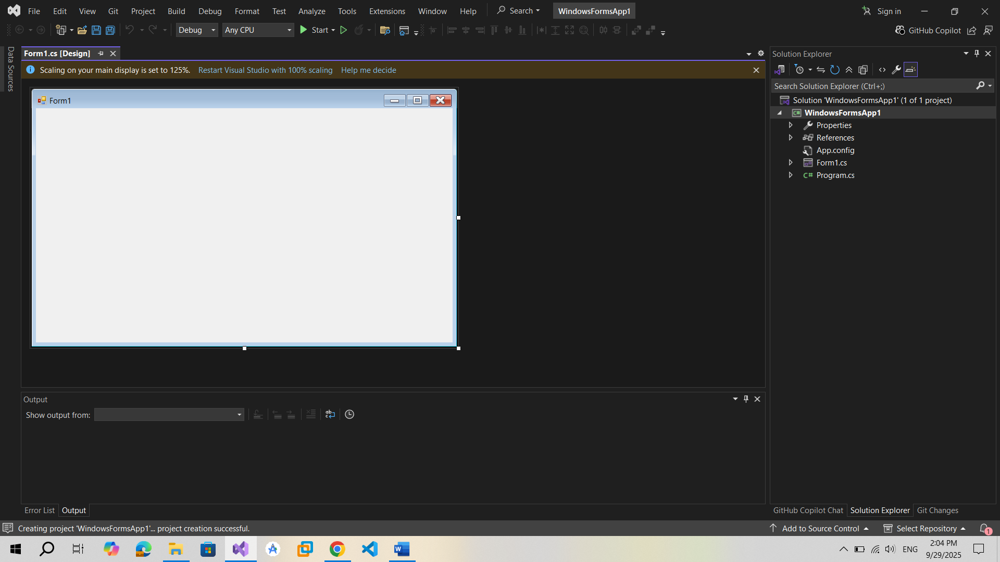 File Edit View Git Project Build Debug Format Test Analyze Tools Extensions Window Help Search WindowsFormsApp1 Sign in
Debug Any CPU Start GitHub Copilot
Data Sources
Form1.cs [Design]
Scaling on your main display is set to 125%. Restart Visual Studio with 100% scaling Help me decide
Form1
Solution Explorer
Search Solution Explorer (Ctrl+;)
Solution 'WindowsFormsApp1' (1 of 1 project)
WindowsFormsApp1
Properties
References
App.config
Form1.cs
C# Program.cs
Output
Show output from:
Error List Output
GitHub Copilot Chat Solution Explorer Git Changes
Creating project 'WindowsFormsApp1'... project creation successful.
Add to Source Control Select Repository 1
ENG
2:04 PM
9/29/2025